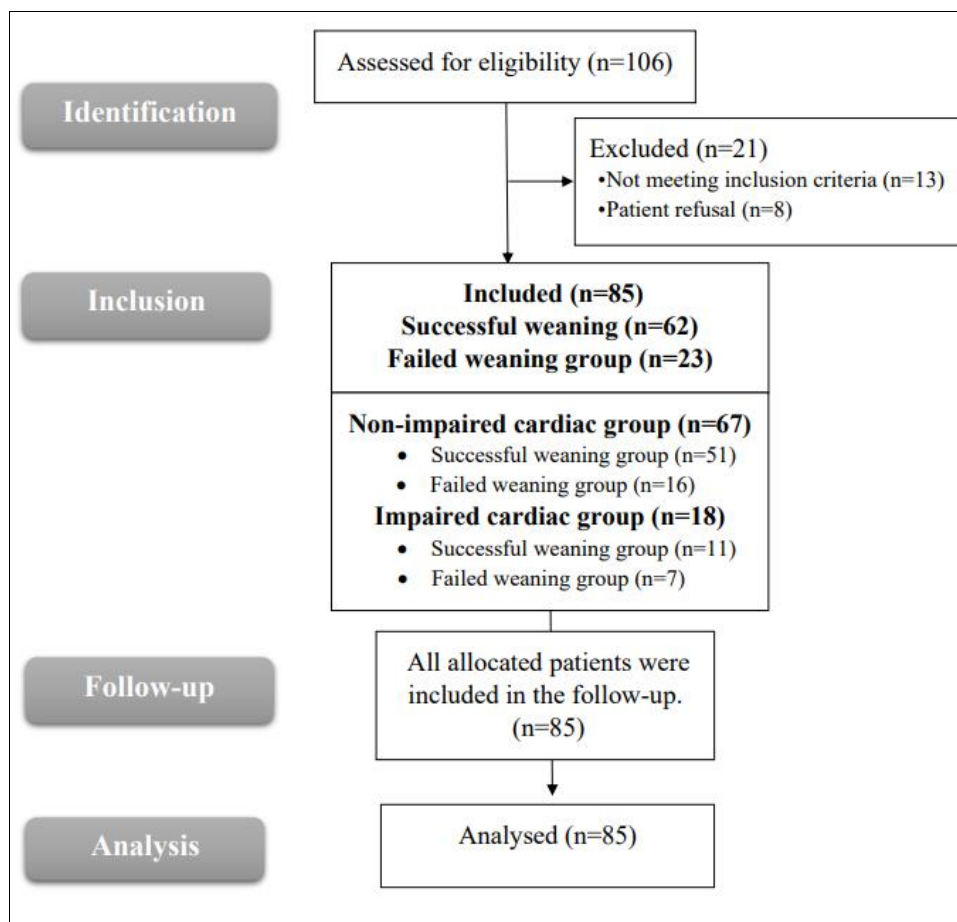 Assessed for eligibility (n=106)
Identification
Excluded (n=21)
•Not meeting inclusion criteria (n=13)
•Patient refusal (n=8)
Inclusion
Included (n=85)
Successful weaning (n=62)
Failed weaning group (n=23)
Non-impaired cardiac group (n=67)
• Successful weaning group (n=51)
• Failed weaning group (n=16)
Impaired cardiac group (n=18)
• Successful weaning group (n=11)
• Failed weaning group (n=7)
Follow-up
All allocated patients were
included in the follow-up.
(n=85)
Analysis
Analysed (n=85)